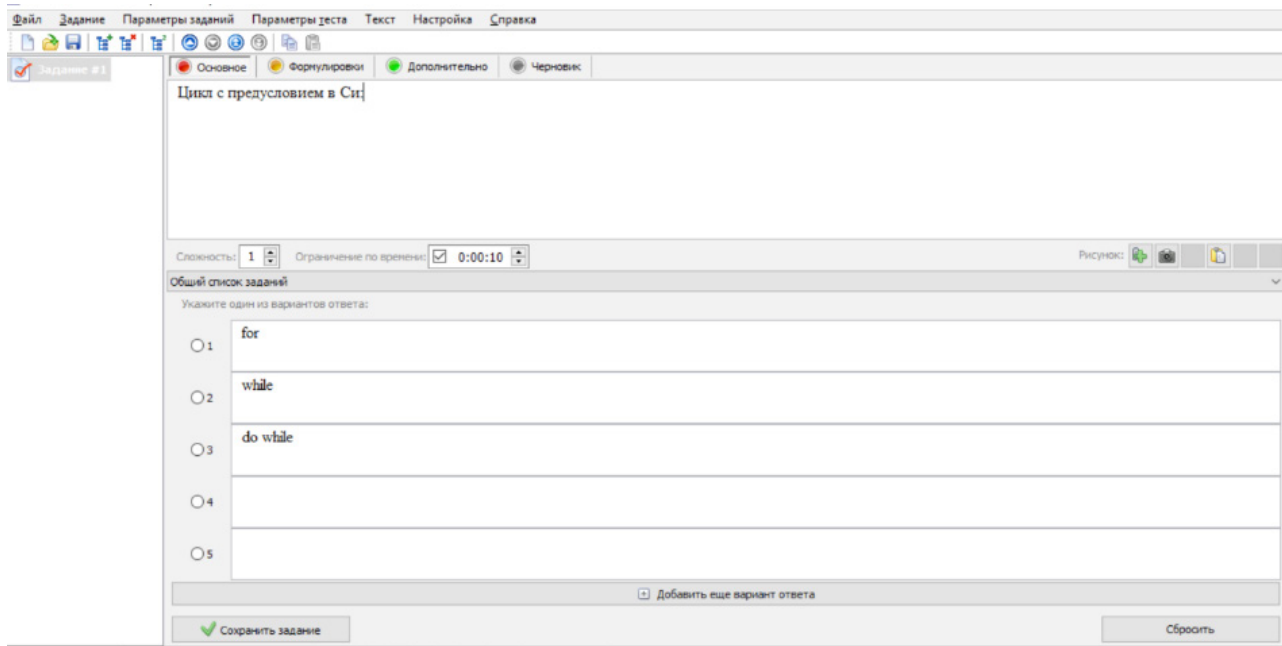 Файл Задание Параметры заданий Параметры теста Текст Настройка Справка
Задание #1
Основное Формулировки Дополнительно Черновик
Цикл с предусловием в Си:
Сложность: 1 Ограничение по времени: 0:00:10 Рисунок:
Общий список заданий
Укажите один из вариантов ответа:
1 for
2 while
3 do while
4
5
Добавить еще вариант ответа
Сохранить задание Сбросить